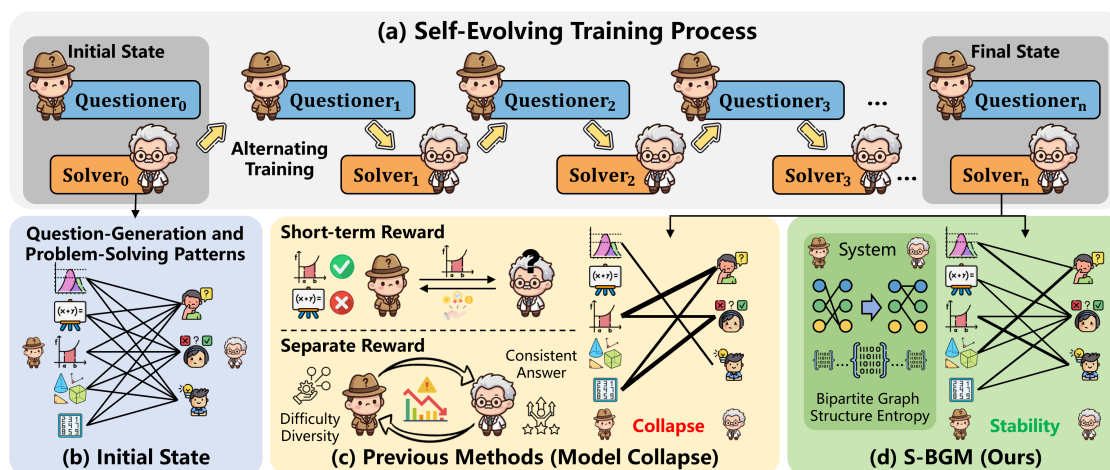 (a) Self-Evolving Training Process
Initial State
Final State
Questioner₀
Questioner₁
Questioner₂
Questioner₃
...
Questionerₙ
Alternating
Training
Solver₀
Solver₁
Solver₂
Solver₃
...
Solverₙ
Question-Generation and
Problem-Solving Patterns
(x+y)=
(b) Initial State
Short-term Reward
(x+y)=
Separate Reward
Difficulty
Diversity
Consistent
Answer
(x+y)=
Collapse
(c) Previous Methods (Model Collapse)
System
... ...
Bipartite Graph
Structure Entropy
(x+y)=
Stability
(d) S-BGM (Ours)